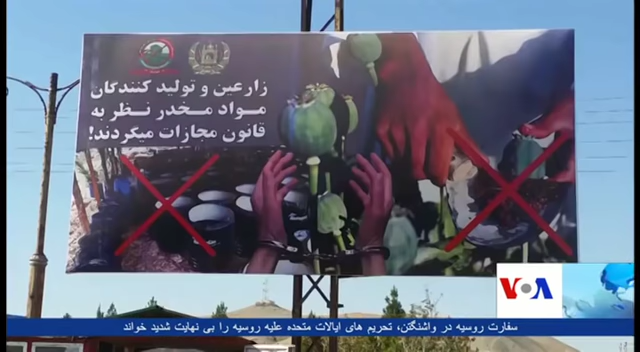 زارعین و تولید کنندگان
مواد مخدر نظر به
قانون مجازات میگردند!
VOA
سفارت روسیه در واشنگتن، تحریم های ایالات متحده علیه روسیه را بی نهایت شدید خواند